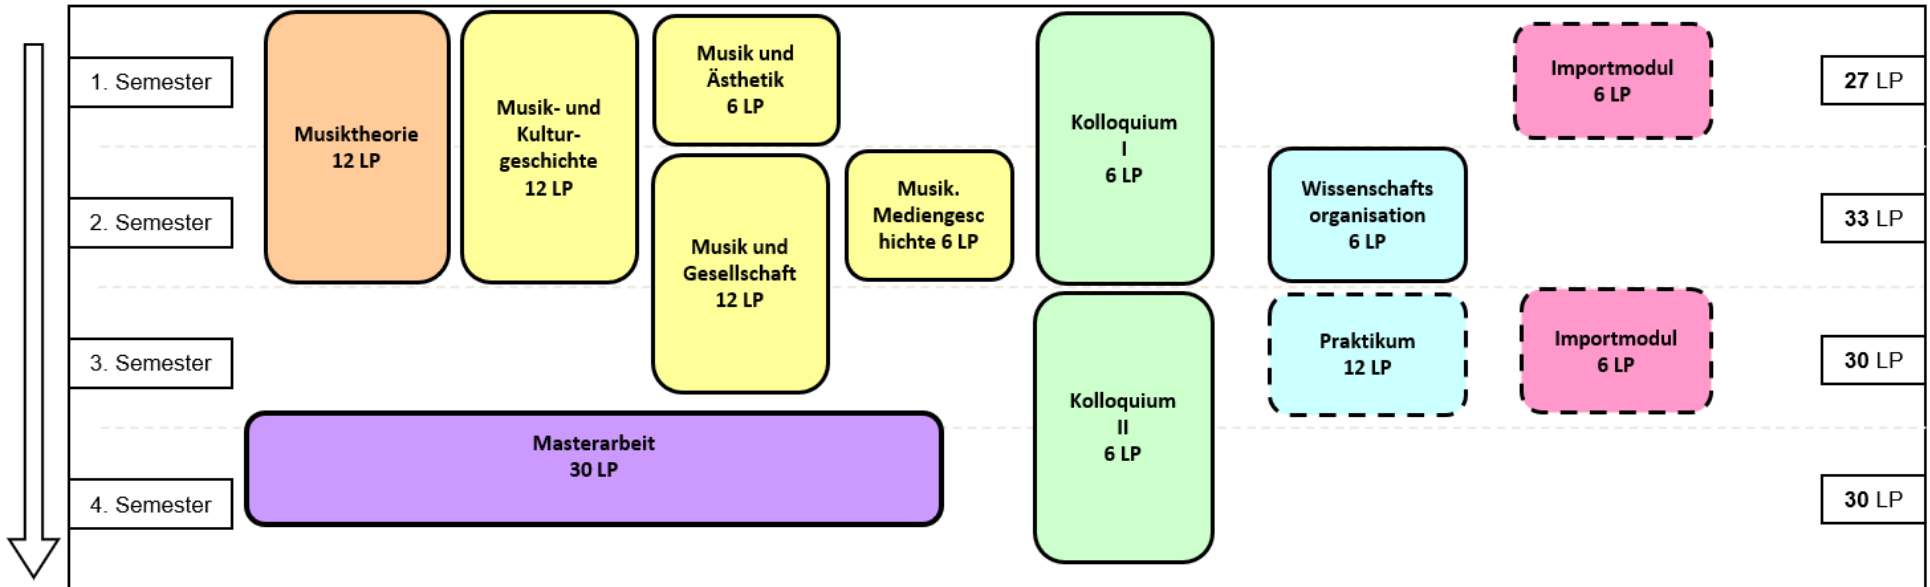 1. Semester
2. Semester
3. Semester
4. Semester
Musiktheorie
12 LP
Musik- und
Kultur-
geschichte
12 LP
Musik und
Ästhetik
6 LP
Musik und
Gesellschaft
12 LP
Musik.
Mediengesc
hichte 6 LP
Kolloquium
I
6 LP
Kolloquium
II
6 LP
Wissenschafts
organisation
6 LP
Praktikum
12 LP
Importmodul
6 LP
Importmodul
6 LP
Masterarbeit
30 LP
27 LP
33 LP
30 LP
30 LP